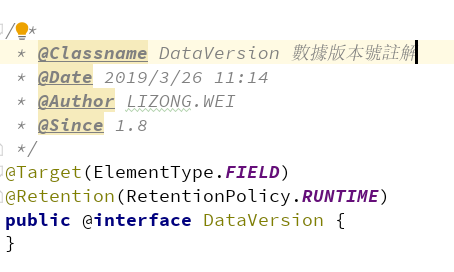 /**
* @Classname DataVersion 數據版本號註解
* @Date 2019/3/26 11:14
* @Author LIZONG.WEI
* @Since 1.8
*/
@Target(ElementType.FIELD)
@Retention(RetentionPolicy.RUNTIME)
public @interface DataVersion {
}